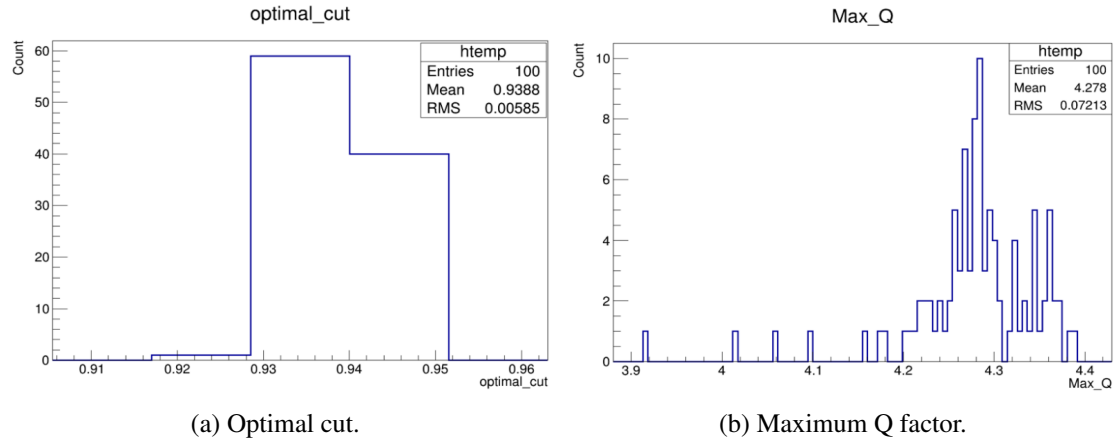 optimal_cut
Count
htemp
Entries 100
Mean 0.9388
RMS 0.00585
60
50
40
30
20
10
0
0.91 0.92 0.93 0.94 0.95 0.96
optimal_cut
(a) Optimal cut.
Max_Q
Count
htemp
Entries 100
Mean 4.278
RMS 0.07213
10
8
6
4
2
0
3.9 4 4.1 4.2 4.3 4.4
Max_Q
(b) Maximum Q factor.